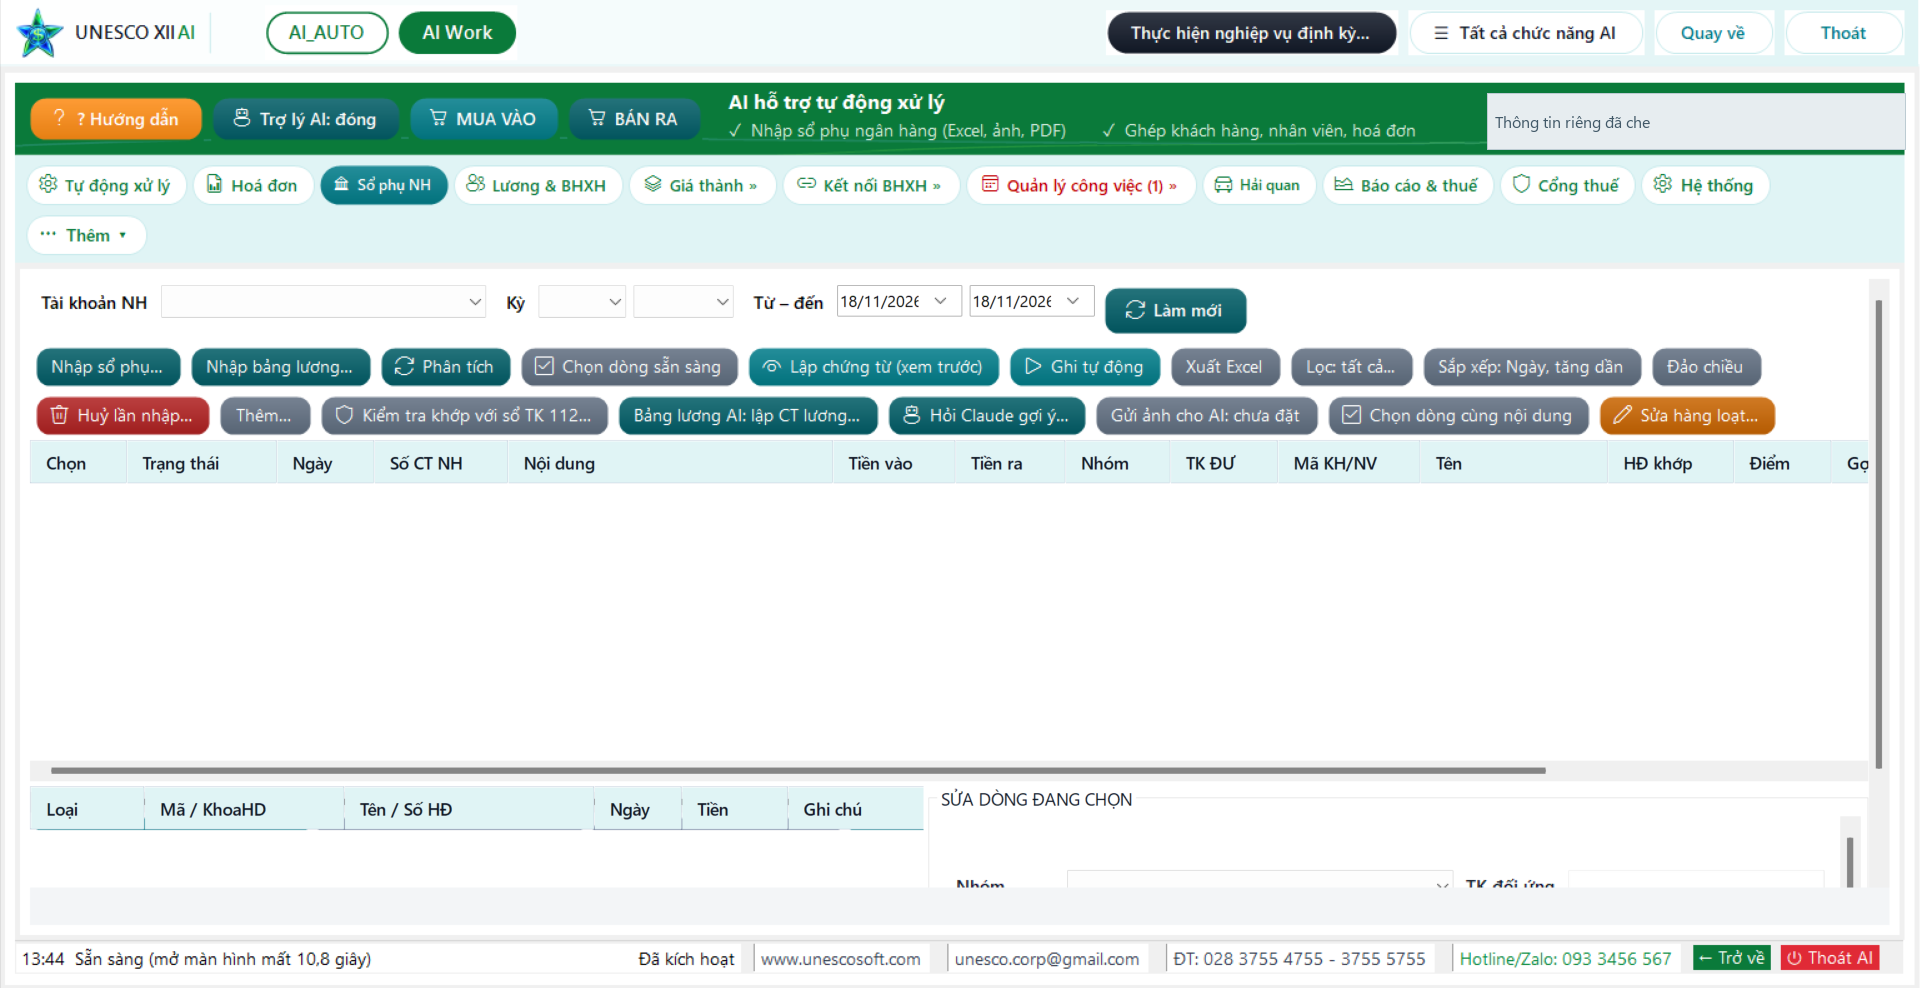 UNESCO XII AI
AI_AUTO
AI Work
Thực hiện nghiệp vụ định kỳ...
☰ Tất cả chức năng AI
Quay về
Thoát
? ? Hướng dẫn
Trợ lý AI: đóng
MUA VÀO
BÁN RA
AI hỗ trợ tự động xử lý
✓ Nhập sổ phụ ngân hàng (Excel, ảnh, PDF)
✓ Ghép khách hàng, nhân viên, hoá đơn
Thông tin riêng đã che
Tự động xử lý
Hoá đơn
Sổ phụ NH
Lương & BHXH
Giá thành »
Kết nối BHXH »
Quản lý công việc (1) »
Hải quan
Báo cáo & thuế
Cổng thuế
Hệ thống
··· Thêm ▾
Tài khoản NH
Kỳ
Từ – đến
18/11/2026
18/11/2026
Làm mới
Nhập sổ phụ...
Nhập bảng lương...
Phân tích
Chọn dòng sẵn sàng
Lập chứng từ (xem trước)
Ghi tự động
Xuất Excel
Lọc: tất cả...
Sắp xếp: Ngày, tăng dần
Đảo chiều
Huỷ lần nhập...
Thêm...
Kiểm tra khớp với sổ TK 112...
Bảng lương AI: lập CT lương...
Hỏi Claude gợi ý...
Gửi ảnh cho AI: chưa đặt
Chọn dòng cùng nội dung
Sửa hàng loạt...
Chọn
Trạng thái
Ngày
Số CT NH
Nội dung
Tiền vào
Tiền ra
Nhóm
TK ĐƯ
Mã KH/NV
Tên
HĐ khớp
Điểm
Gợ
Loại
Mã / KhoaHD
Tên / Số HĐ
Ngày
Tiền
Ghi chú
SỬA DÒNG ĐANG CHỌN
Nhóm
TK đối ứng
13:44 Sẵn sàng (mở màn hình mất 10,8 giây)
Đã kích hoạt
www.unescosoft.com
unesco.corp@gmail.com
ĐT: 028 3755 4755 - 3755 5755
Hotline/Zalo: 093 3456 567
← Trở về
Thoát AI